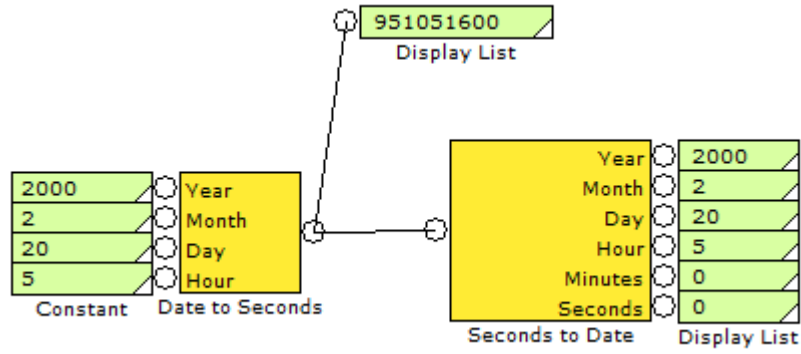 951051600
Display List
2000
2
20
5
Constant
Year
Month
Day
Hour
Date to Seconds
Year
Month
Day
Hour
Minutes
Seconds
Seconds to Date
2000
2
20
5
0
0
Display List